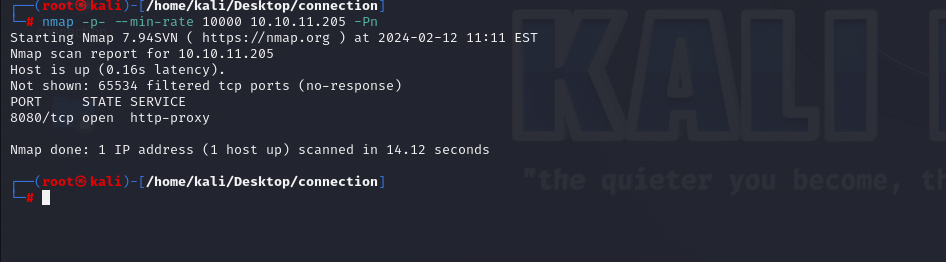 ┌──(root㉿kali)-[/home/kali/Desktop/connection]
└─# nmap -p- --min-rate 10000 10.10.11.205 -Pn
Starting Nmap 7.94SVN ( https://nmap.org ) at 2024-02-12 11:11 EST
Nmap scan report for 10.10.11.205
Host is up (0.16s latency).
Not shown: 65534 filtered tcp ports (no-response)
PORT     STATE SERVICE
8080/tcp open  http-proxy
Nmap done: 1 IP address (1 host up) scanned in 14.12 seconds
┌──(root㉿kali)-[/home/kali/Desktop/connection]
└─#
KALI
"the quieter you become, th